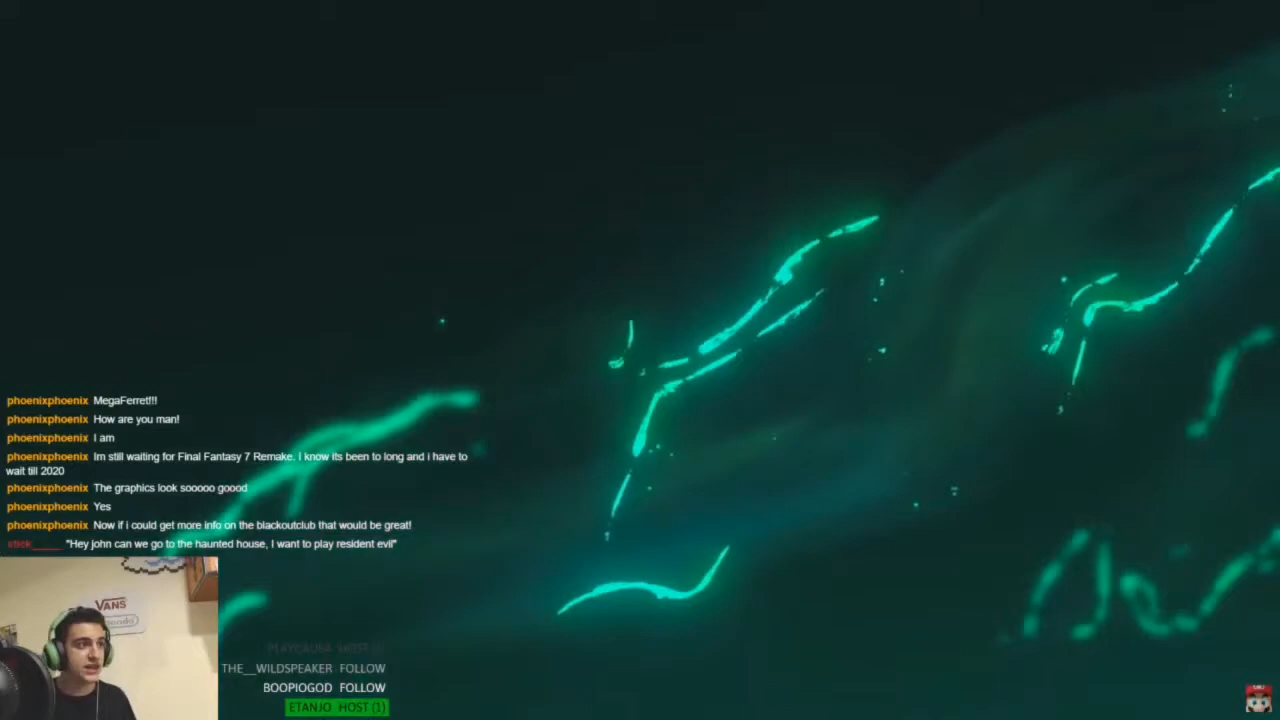 phoenixphoenix MegaFerret!!!
phoenixphoenix How are you man!
phoenixphoenix I am
phoenixphoenix Im still waiting for Final Fantasy 7 Remake. I know its been to long and i have to
wait till 2020
phoenixphoenix The graphics look sooooo goood
phoenixphoenix Yes
phoenixphoenix Now if i could get more info on the blackoutclub that would be great!
stick_____ "Hey john can we go to the haunted house, I want to play resident evil"
VANS
THE__WILDSPEAKER FOLLOW
BOOPIOGOD FOLLOW
ETANJO HOST (1)